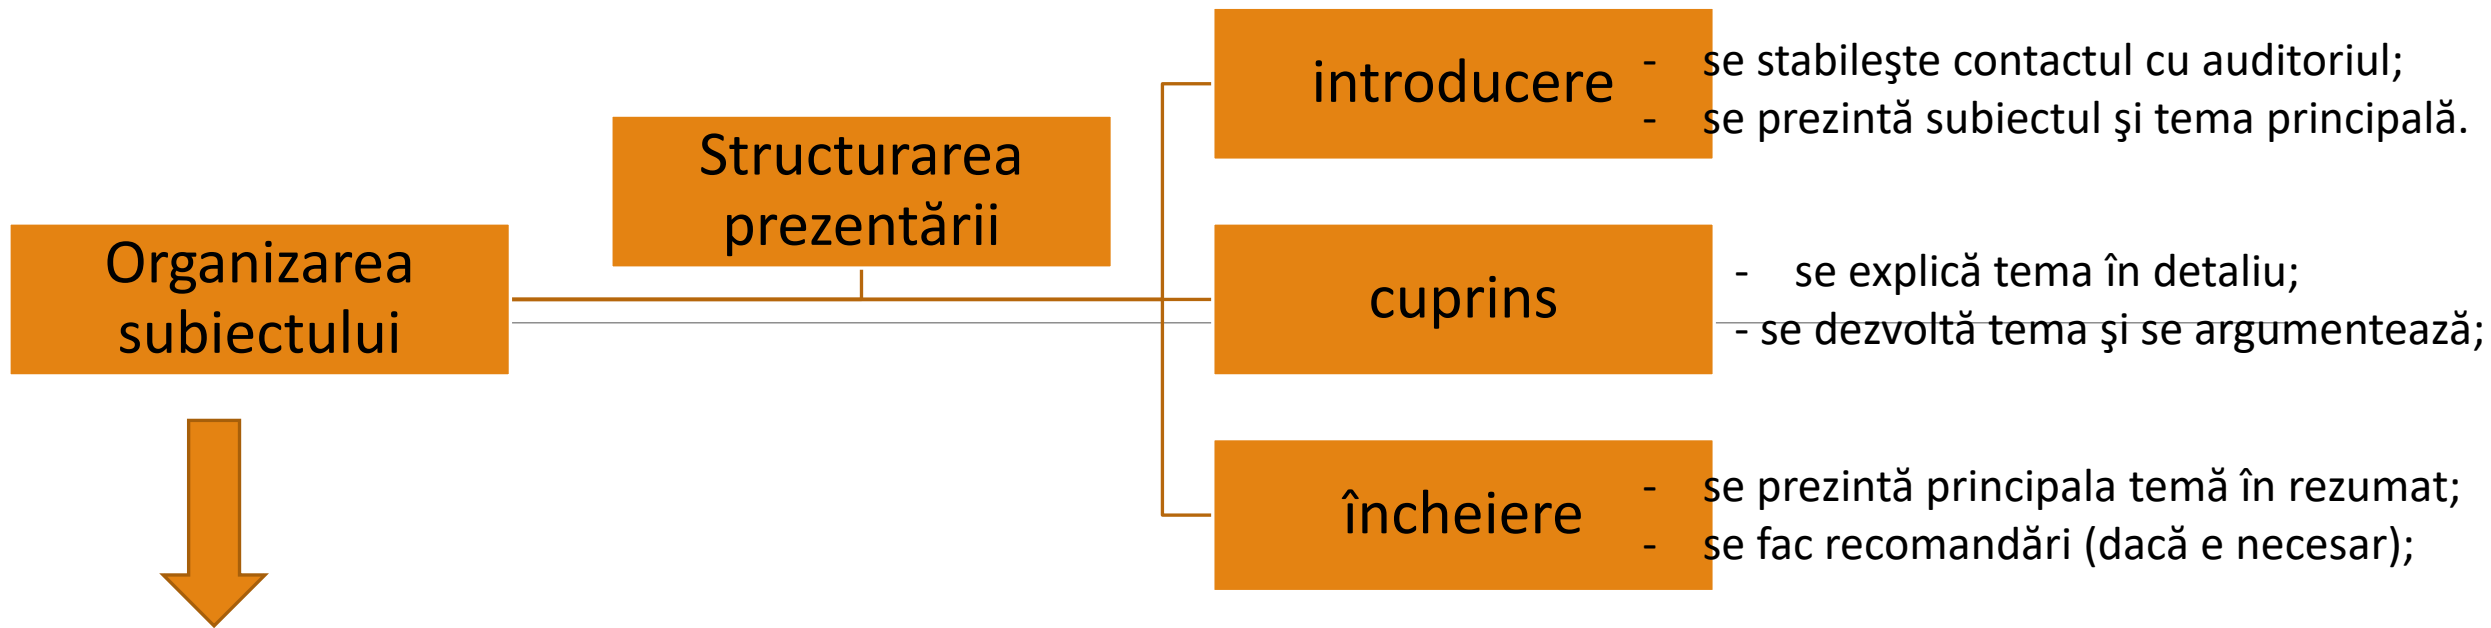 Organizarea
subiectului
Structurarea
prezentării
introducere
- se stabileşte contactul cu auditoriul;
- se prezintă subiectul şi tema principală.
cuprins
- se explică tema în detaliu;
- se dezvoltă tema şi se argumentează;
încheiere
- se prezintă principala temă în rezumat;
- se fac recomandări (dacă e necesar);